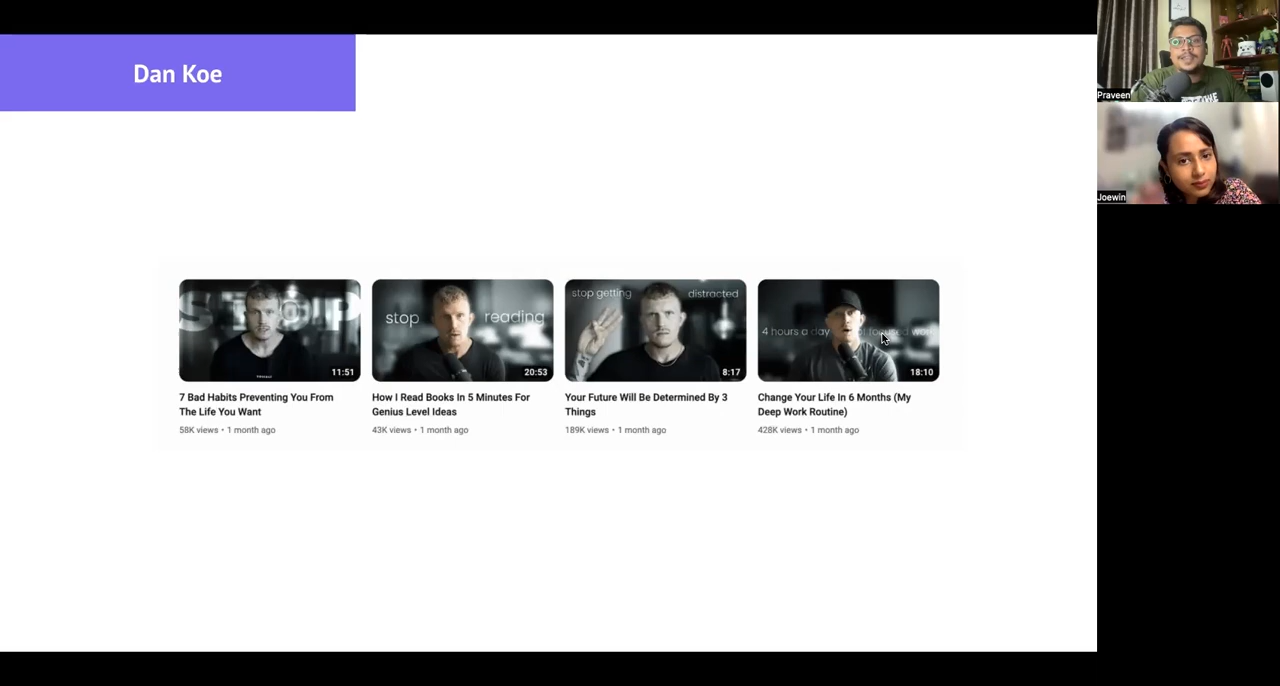 Dan Koe
Praveen
Joewin
STOP
11:51
stop reading
20:53
stop getting distracted
8:17
4 hours a day of focused work
18:10
7 Bad Habits Preventing You From
The Life You Want
58K views • 1 month ago
How I Read Books In 5 Minutes For
Genius Level Ideas
43K views • 1 month ago
Your Future Will Be Determined By 3
Things
189K views • 1 month ago
Change Your Life In 6 Months (My
Deep Work Routine)
428K views • 1 month ago